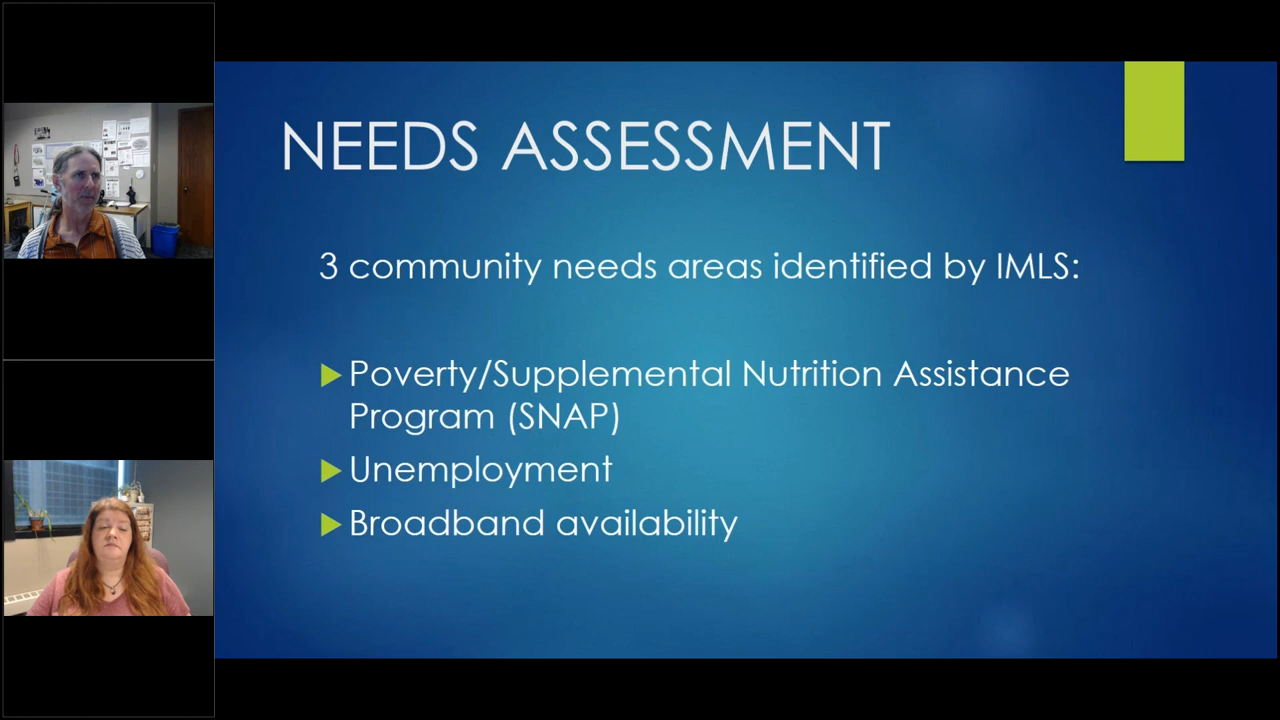 NEEDS ASSESSMENT
3 community needs areas identified by IMLS:
Poverty/Supplemental Nutrition Assistance
Program (SNAP)
Unemployment
Broadband availability